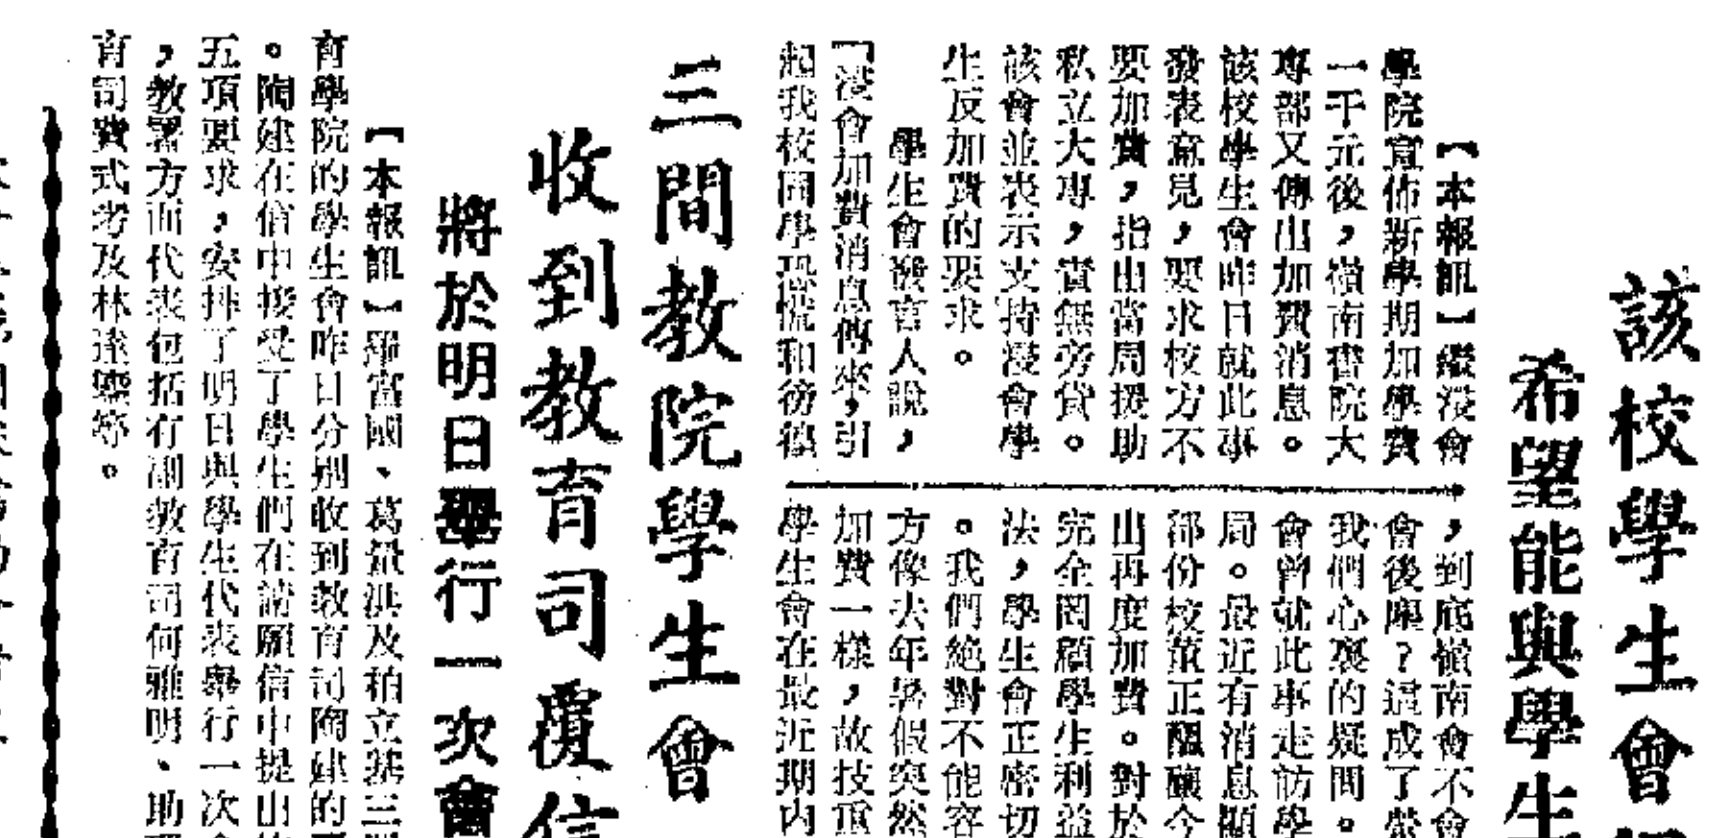 該校學生會
希望能與學生
【本報訊】繼浸會
學院宣佈新學期加學費
一千元後，嶺南書院大
專部又傳出加費消息。
該校學生會昨日就此事
發表意見，要求校方不
要加費，指出當局援助
私立大專，責無旁貸。
該會並表示支持浸會學
生反加費的要求。
學生會發言人說，
「浸會加費消息傳來，引
起我校同學恐慌和徬徨
，到底嶺南會不會
會後塵？這成了當
我們心裏的疑問。
會曾就此事走訪學
局。最近有消息顯
部份校董正醞釀今
出再度加費。對於
完全罔顧學生利益
法，學生會正密切
。我們絕對不能容
方像去年暑假突然
加費一樣，故技重
學生會在最近期内
三間教院學生會
收到教育司覆信
將於明日舉行一次會
【本報訊】羅富國、葛量洪及柏立基三間
育學院的學生會昨日分別收到教育司陶建的
。陶建在信中接受了學生們在請願信中提出
五項要求，安排了明日與學生代表舉行一次會
，教署方面代表包括有副教育司何雅明、助理
育司費式考及林達鎏等。